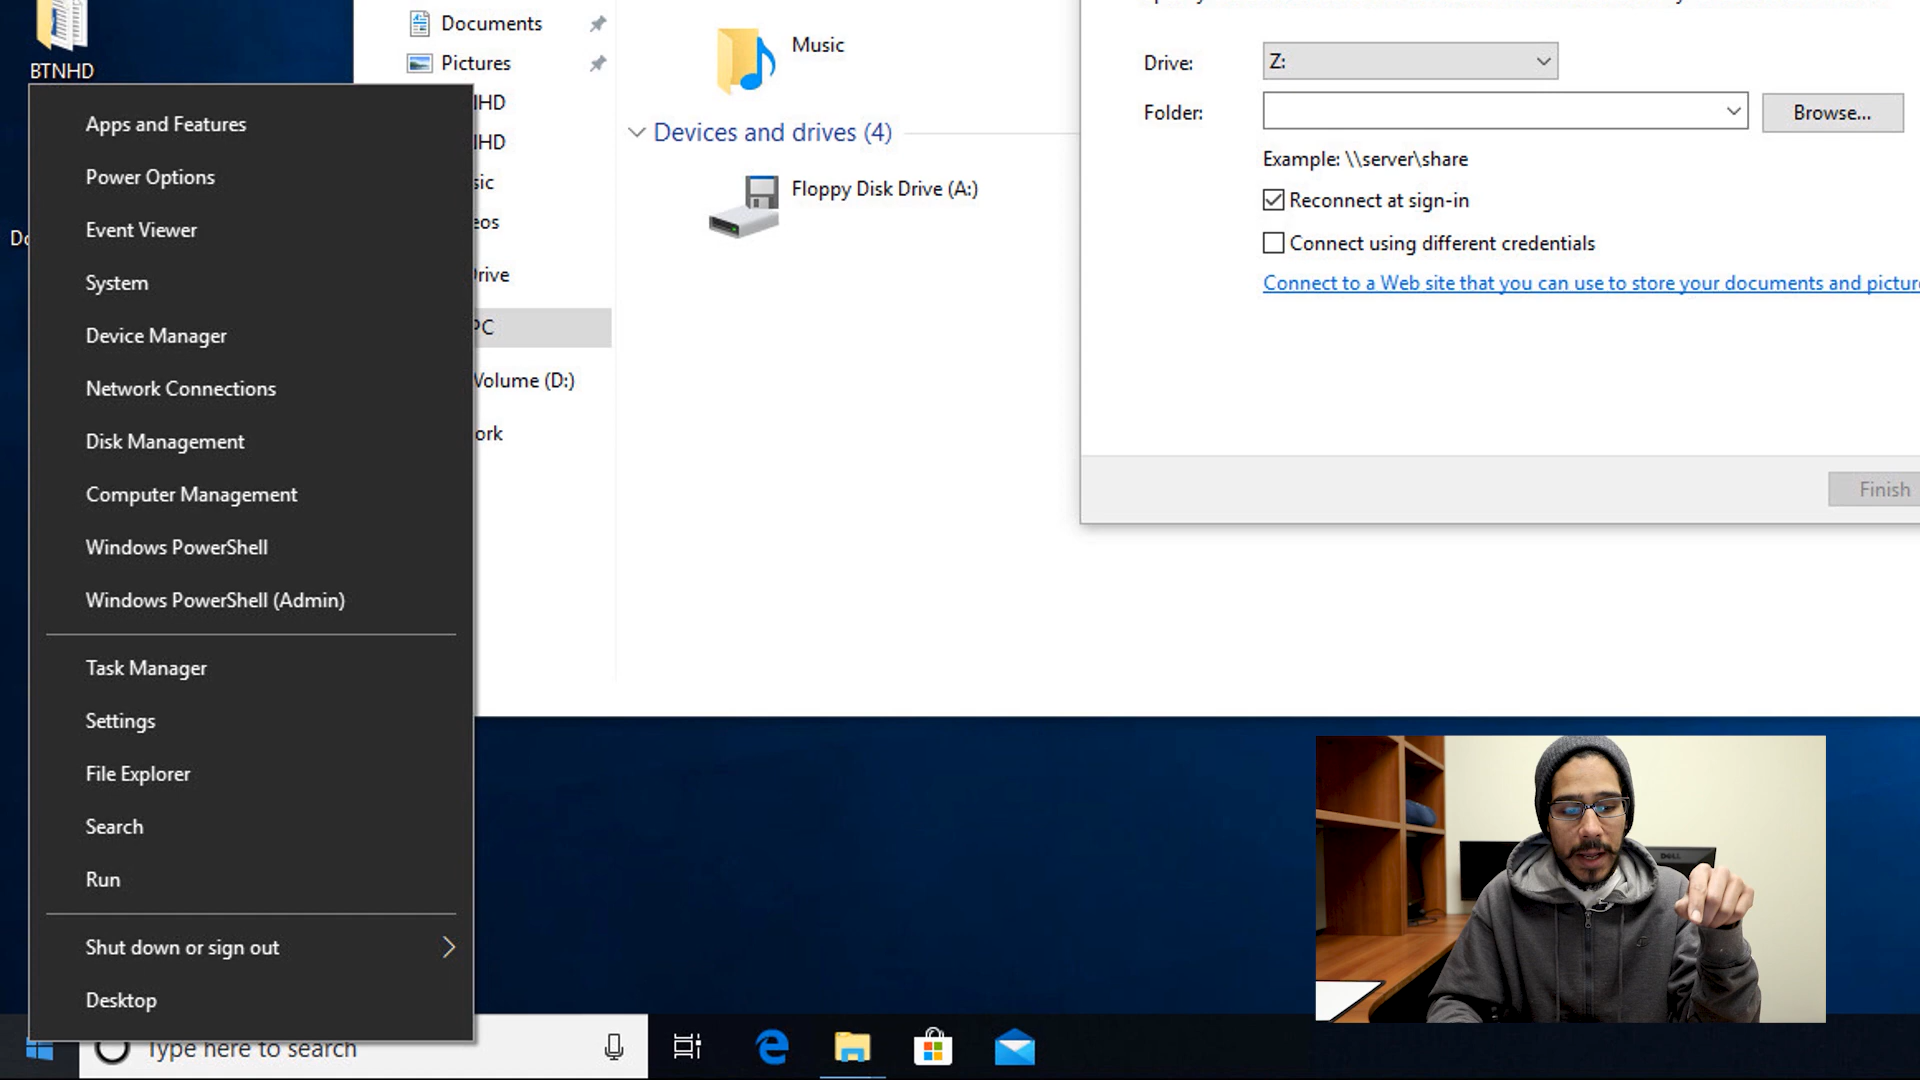 BTNHD
Apps and Features
Power Options
Event Viewer
System
Device Manager
Network Connections
Disk Management
Computer Management
Windows PowerShell
Windows PowerShell (Admin)
Task Manager
Settings
File Explorer
Search
Run
Shut down or sign out
Desktop
Type here to search
Documents
Pictures
HD
HD
sic
eos
rive
PC
Volume (D:)
ork
Music
Devices and drives (4)
Floppy Disk Drive (A:)
Drive:
Z:
Folder:
Browse...
Example: \\server\share
Reconnect at sign-in
Connect using different credentials
Connect to a Web site that you can use to store your documents and picture
Finish
DELL